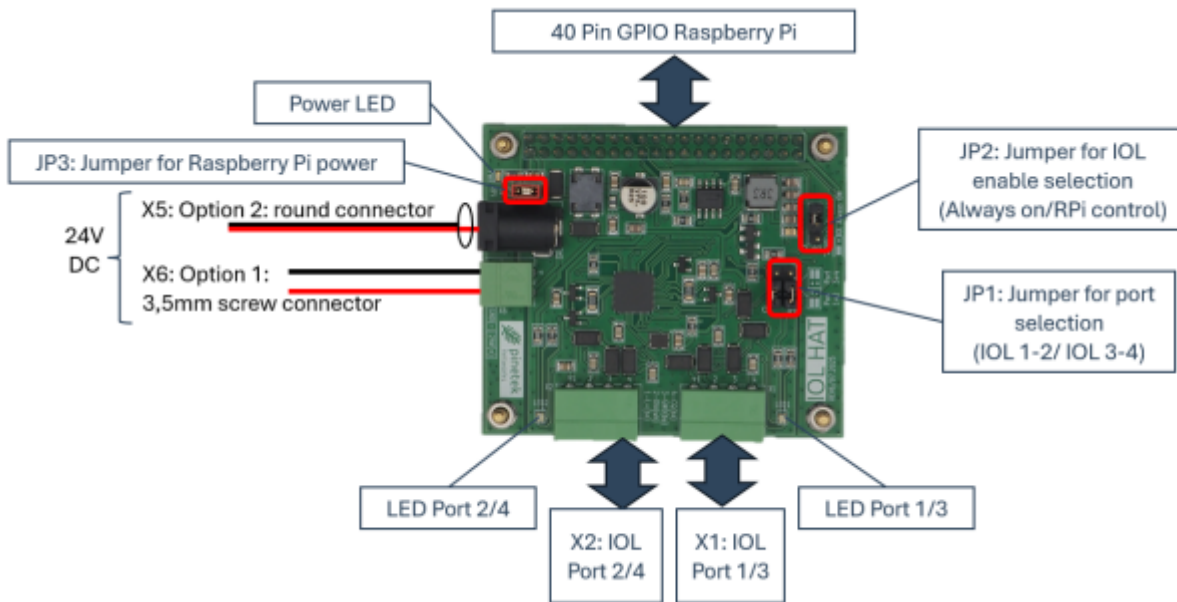 40 Pin GPIO Raspberry Pi
Power LED
JP3: Jumper for Raspberry Pi power
X5: Option 2: round connector
24V
DC
X6: Option 1:
3,5mm screw connector
JP2: Jumper for IOL
enable selection
(Always on/RPi control)
JP1: Jumper for port
selection
(IOL 1-2/ IOL 3-4)
3R3
pinetek
IOL HAT
LED Port 2/4
LED Port 1/3
X2: IOL
Port 2/4
X1: IOL
Port 1/3